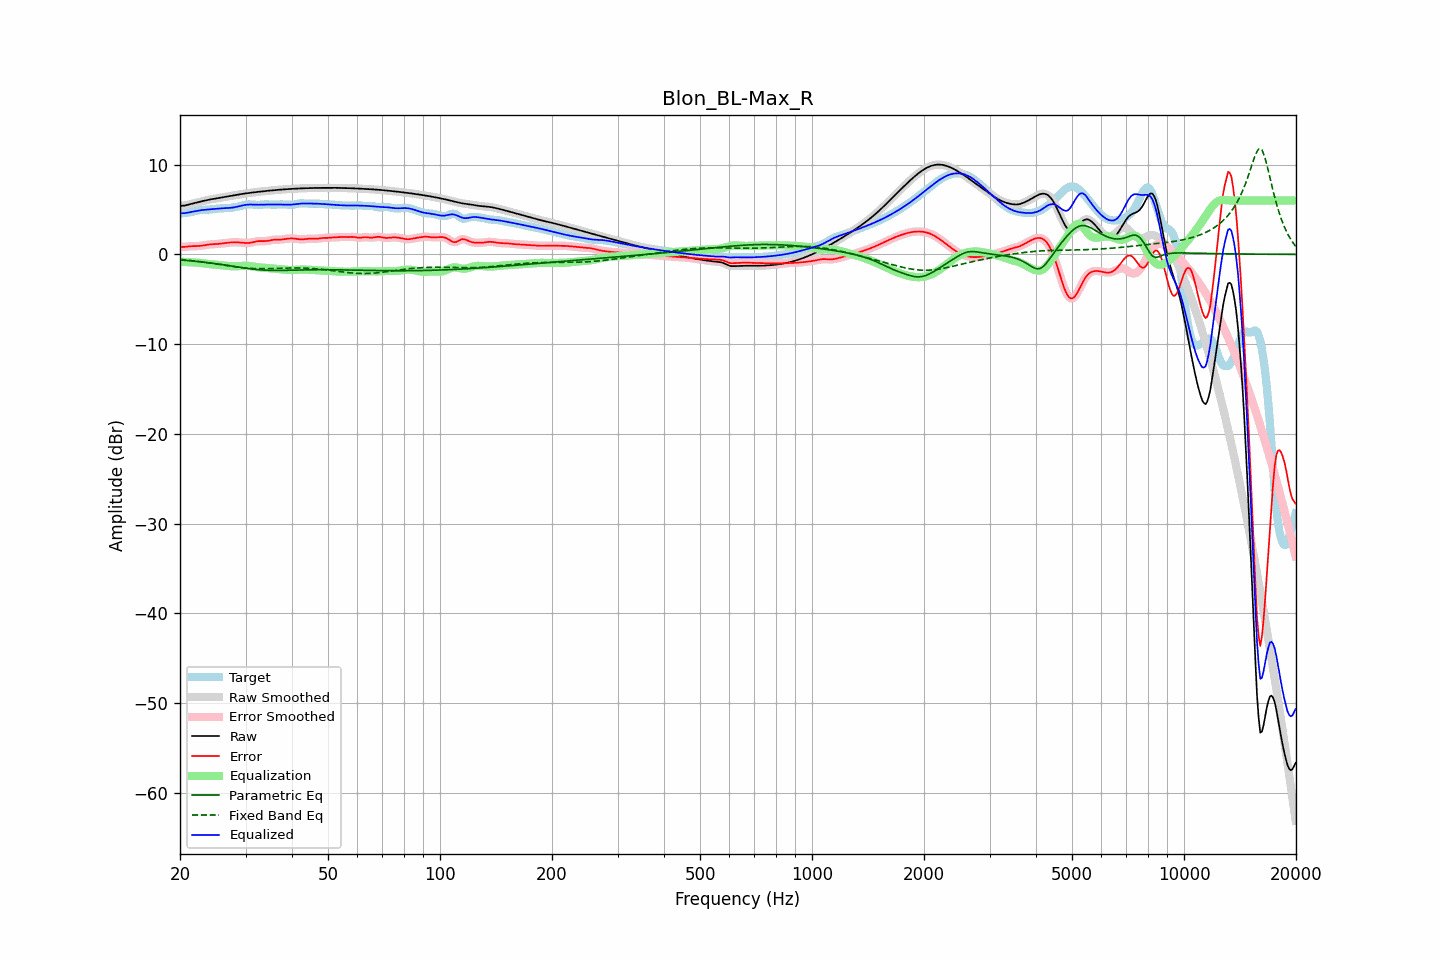 Blon_BL-Max_R
10
0
−10
−20
−30
−40
−50
−60
Amplitude (dBr)
Target
Raw Smoothed
Error Smoothed
Raw
Error
Equalization
Parametric Eq
Fixed Band Eq
Equalized
20 50 100 200 500 1000 2000 5000 10000 20000
Frequency (Hz)